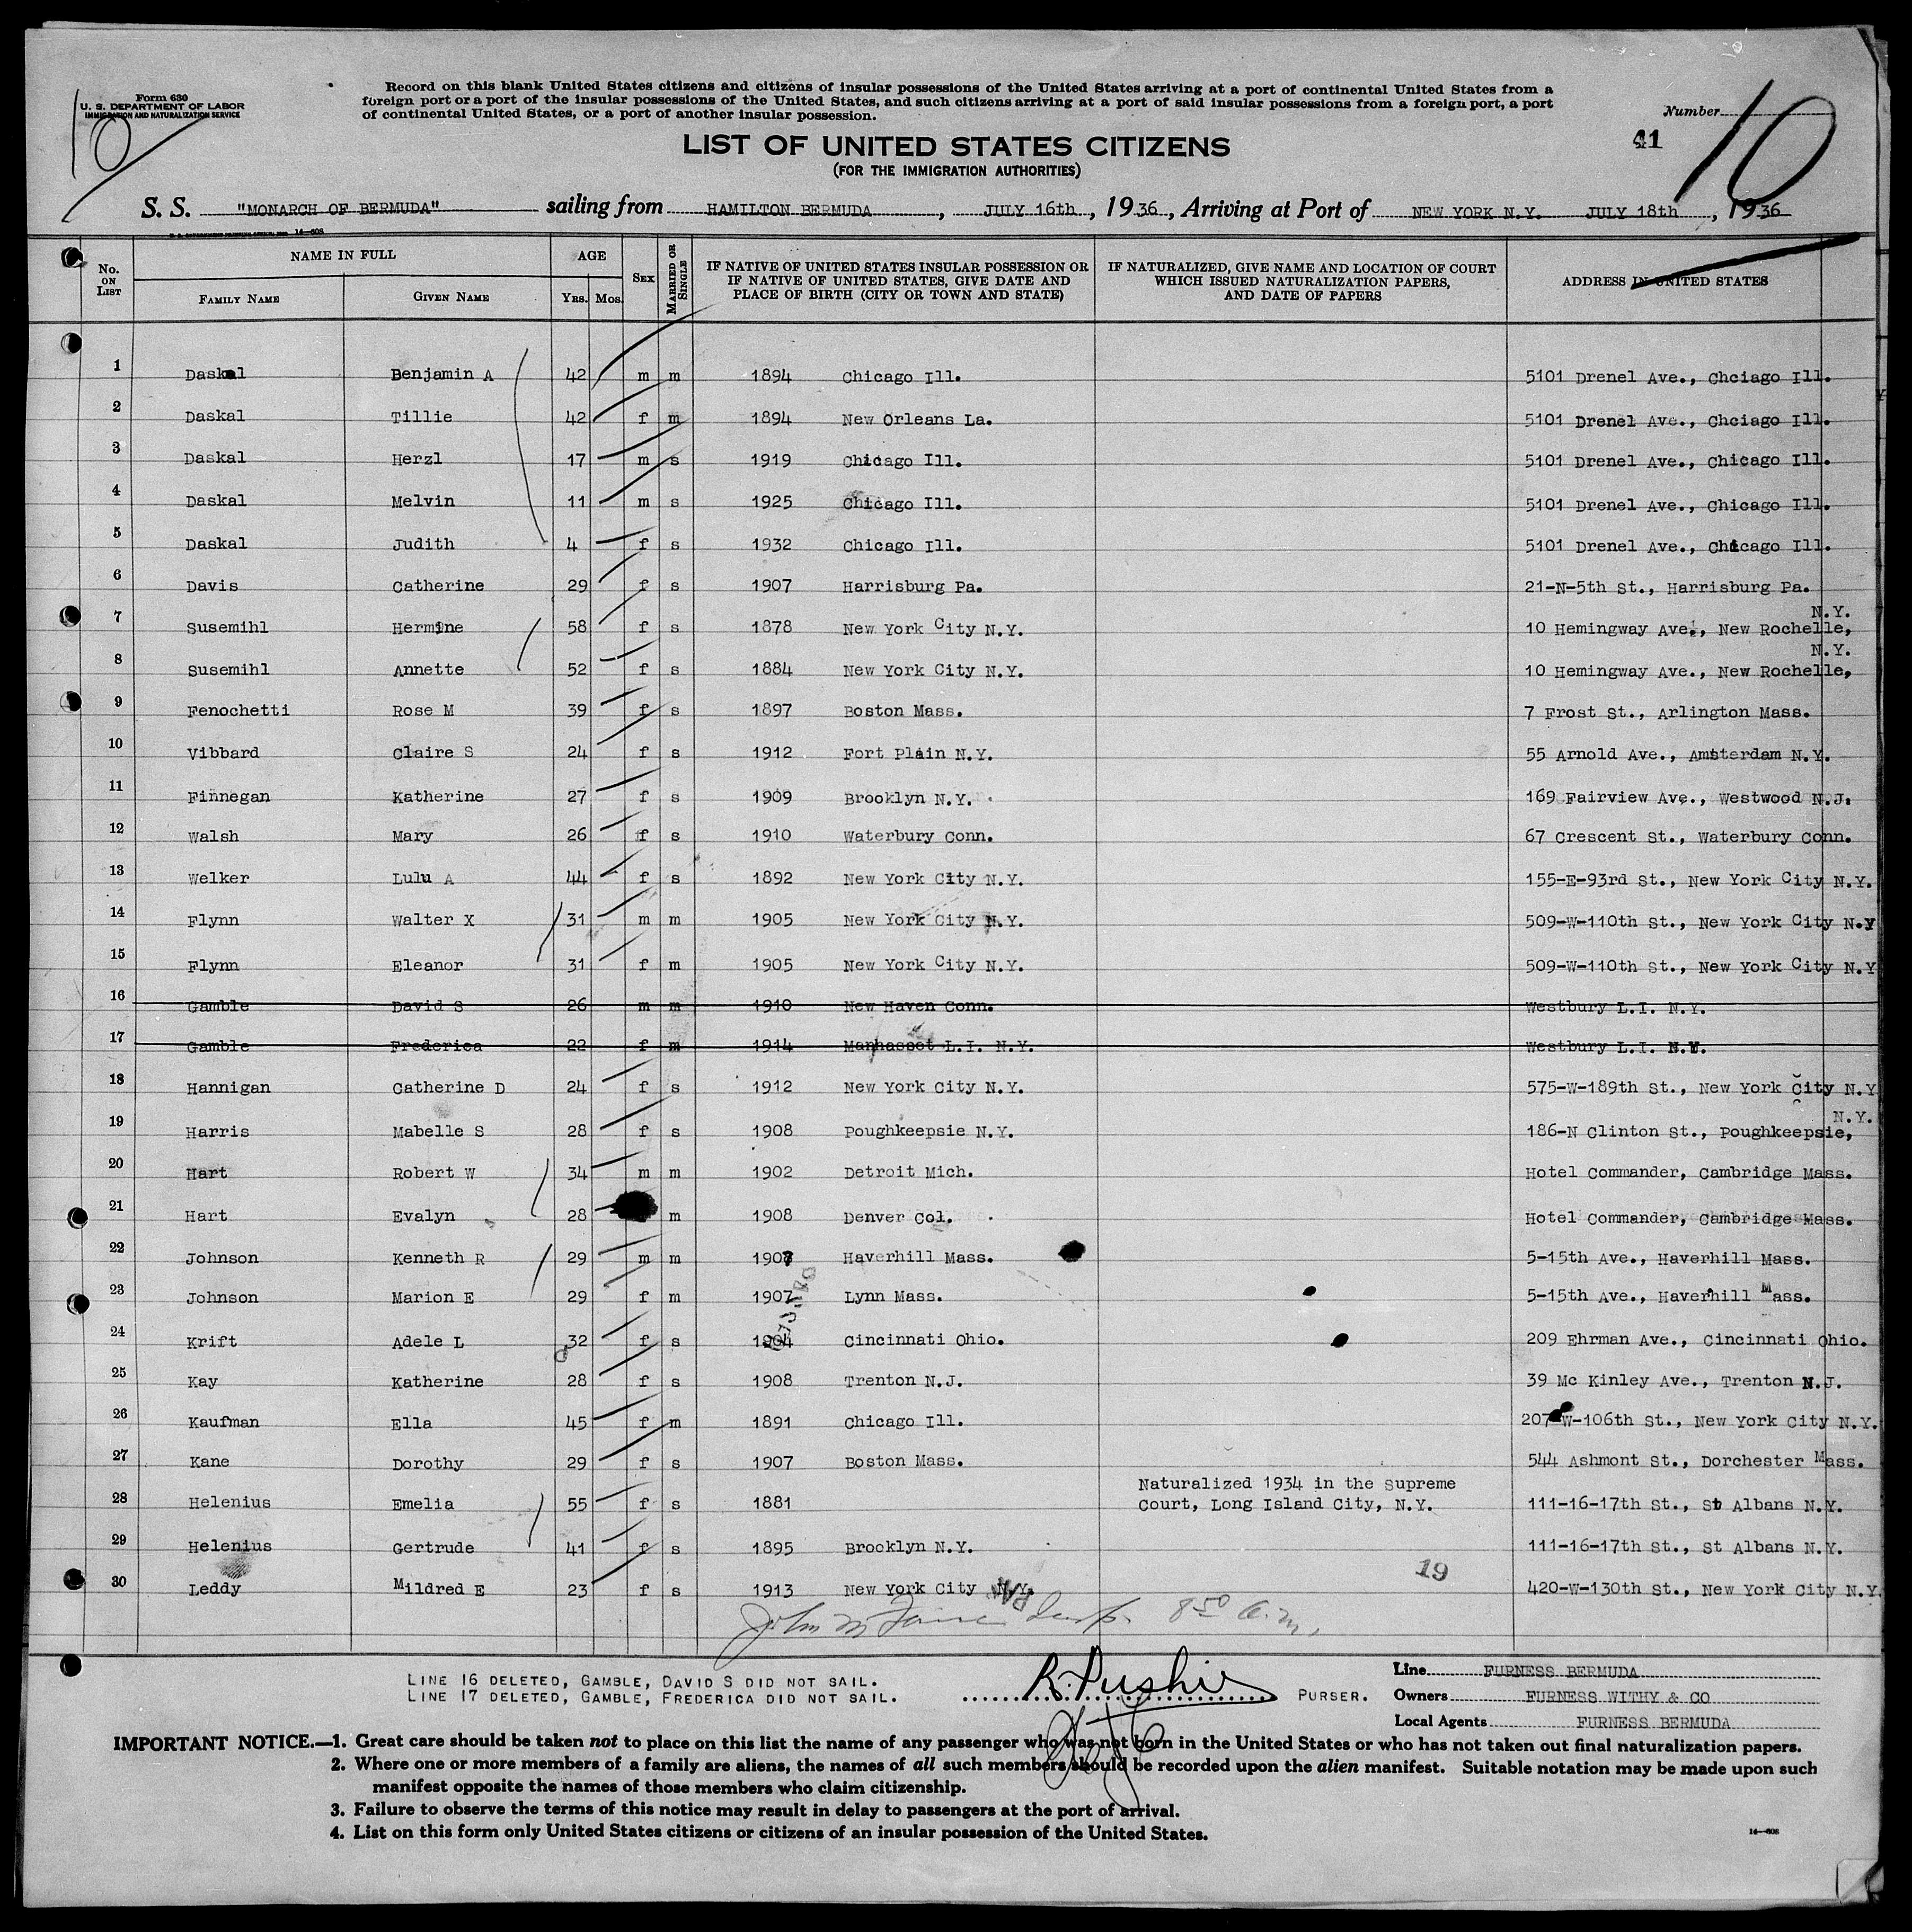 Form 630
U. S. DEPARTMENT OF LABOR
IMMIGRATION AND NATURALIZATION SERVICE
10
Record on this blank United States citizens and citizens of insular possessions of the United States arriving at a port of continental United States from a
foreign port or a port of the insular possessions of the United States, and such citizens arriving at a port of said insular possessions from a foreign port, a port
of continental United States, or a port of another insular possession.
Number
10
41
LIST OF UNITED STATES CITIZENS
(FOR THE IMMIGRATION AUTHORITIES)
S. S. "MONARCH OF BERMUDA" sailing from HAMILTON BERMUDA, JULY 16th, 1936, Arriving at Port of NEW YORK N.Y. JULY 18th, 1936
14-608
No. ON LIST
NAME IN FULL
FAMILY NAME GIVEN NAME
AGE
YRS. MOS.
SEX
MARRIED OR SINGLE
IF NATIVE OF UNITED STATES INSULAR POSSESSION OR
IF NATIVE OF UNITED STATES, GIVE DATE AND
PLACE OF BIRTH (CITY OR TOWN AND STATE)
IF NATURALIZED, GIVE NAME AND LOCATION OF COURT
WHICH ISSUED NATURALIZATION PAPERS,
AND DATE OF PAPERS
ADDRESS IN UNITED STATES
1 Daskal Benjamin A 42 m m 1894 Chicago Ill. 5101 Drenel Ave., Chciago Ill.
2 Daskal Tillie 42 f m 1894 New Orleans La. 5101 Drenel Ave., Chciago Ill.
3 Daskal Herzl 17 m s 1919 Chicago Ill. 5101 Drenel Ave., Chicago Ill.
4 Daskal Melvin 11 m s 1925 Chicago Ill. 5101 Drenel Ave., Chicago Ill.
5 Daskal Judith 4 f s 1932 Chicago Ill. 5101 Drenel Ave., Chicago Ill.
6 Davis Catherine 29 f s 1907 Harrisburg Pa. 21-N-5th St., Harrisburg Pa.
7 Susemihl Hermine 58 f s 1878 New York City N.Y. 10 Hemingway Ave., New Rochelle, N.Y.
8 Susemihl Annette 52 f s 1884 New York City N.Y. 10 Hemingway Ave., New Rochelle, N.Y.
9 Fenochetti Rose M 39 f s 1897 Boston Mass. 7 Frost St., Arlington Mass.
10 Vibbard Claire S 24 f s 1912 Fort Plain N.Y. 55 Arnold Ave., Amsterdam N.Y.
11 Finnegan Katherine 27 f s 1909 Brooklyn N.Y. 169 Fairview Ave., Westwood N.J.
12 Walsh Mary 26 f s 1910 Waterbury Conn. 67 Crescent St., Waterbury Conn.
13 Welker Lulu A 44 f s 1892 New York City N.Y. 155-E-93rd St., New York City N.Y.
14 Flynn Walter X 31 m m 1905 New York City N.Y. 509-W-110th St., New York City N.Y
15 Flynn Eleanor 31 f m 1905 New York City N.Y. 509-W-110th St., New York City N.Y
16 Gamble David S 26 m m 1910 New Haven Conn. Westbury L.I. N.Y.
17 Gamble Frederica 22 f m 1914 Manhasset L.I. N.Y. Westbury L.I. N.Y.
18 Hannigan Catherine D 24 f s 1912 New York City N.Y. 575-W-189th St., New York City N.Y
19 Harris Mabelle S 28 f s 1908 Poughkeepsie N.Y. 186-N Clinton St., Poughkeepsie, N.Y.
20 Hart Robert W 34 m m 1902 Detroit Mich. Hotel Commander, Cambridge Mass.
21 Hart Evalyn 28 m 1908 Denver Col. Hotel Commander, Cambridge Mass.
22 Johnson Kenneth R 29 m m 1907 Haverhill Mass. 5-15th Ave., Haverhill Mass.
23 Johnson Marion E 29 f m 1907 Lynn Mass. 5-15th Ave., Haverhill Mass.
24 Krift Adele L 32 f s 1904 Cincinnati Ohio. 209 Ehrman Ave., Cincinnati Ohio.
25 Kay Katherine 28 f s 1908 Trenton N.J. 39 Mc Kinley Ave., Trenton N.J.
26 Kaufman Ella 45 f m 1891 Chicago Ill. 207-W-106th St., New York City N.Y.
27 Kane Dorothy 29 f s 1907 Boston Mass. 544 Ashmont St., Dorchester Mass.
28 Helenius Emelia 55 f s 1881 Naturalized 1934 in the Supreme Court, Long Island City, N.Y. 111-16-17th St., St Albans N.Y.
29 Helenius Gertrude 41 f s 1895 Brooklyn N.Y. 111-16-17th St., St Albans N.Y.
30 Leddy Mildred E 23 f s 1913 New York City N.Y. 420-W-130th St., New York City N.Y.
19
John 8 50 a.m.
LINE 16 DELETED, GAMBLE, DAVID S DID NOT SAIL.
LINE 17 DELETED, GAMBLE, FREDERICA DID NOT SAIL.
PURSER.
Line FURNESS BERMUDA
Owners FURNESS WITHY & CO
Local Agents FURNESS BERMUDA
IMPORTANT NOTICE.—1. Great care should be taken not to place on this list the name of any passenger who was not born in the United States or who has not taken out final naturalization papers.
2. Where one or more members of a family are aliens, the names of all such members should be recorded upon the alien manifest. Suitable notation may be made upon such
manifest opposite the names of those members who claim citizenship.
3. Failure to observe the terms of this notice may result in delay to passengers at the port of arrival.
4. List on this form only United States citizens or citizens of an insular possession of the United States.
14-608